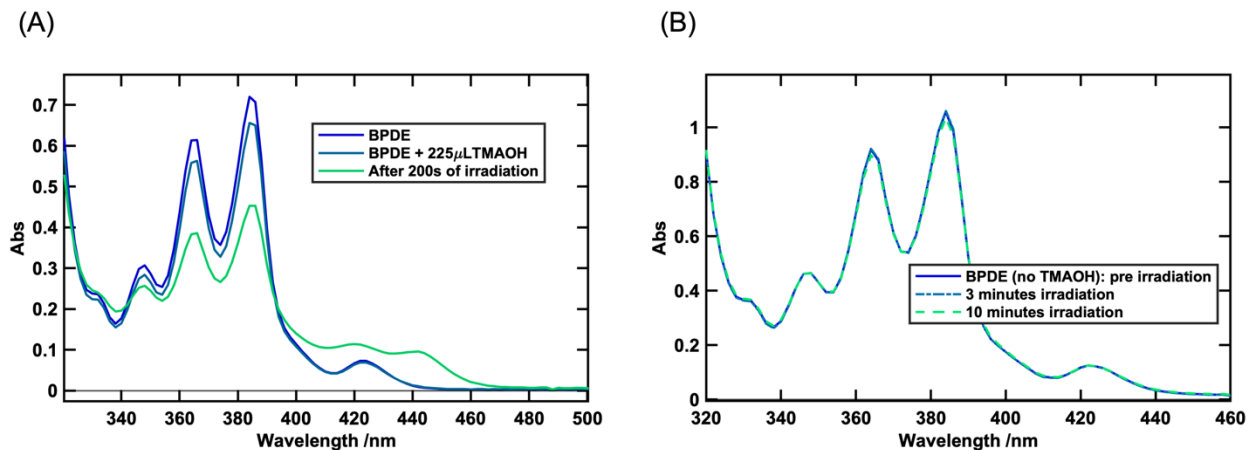 (A)
(B)
0.7
0.6
0.5
0.4
0.3
0.2
0.1
0
Abs
BPDE
BPDE + 225μLTMAOH
After 200s of irradiation
340 360 380 400 420 440 460 480 500
Wavelength /nm
1
0.8
0.6
0.4
0.2
0
Abs
BPDE (no TMAOH): pre irradiation
3 minutes irradiation
10 minutes irradiation
320 340 360 380 400 420 440 460
Wavelength /nm